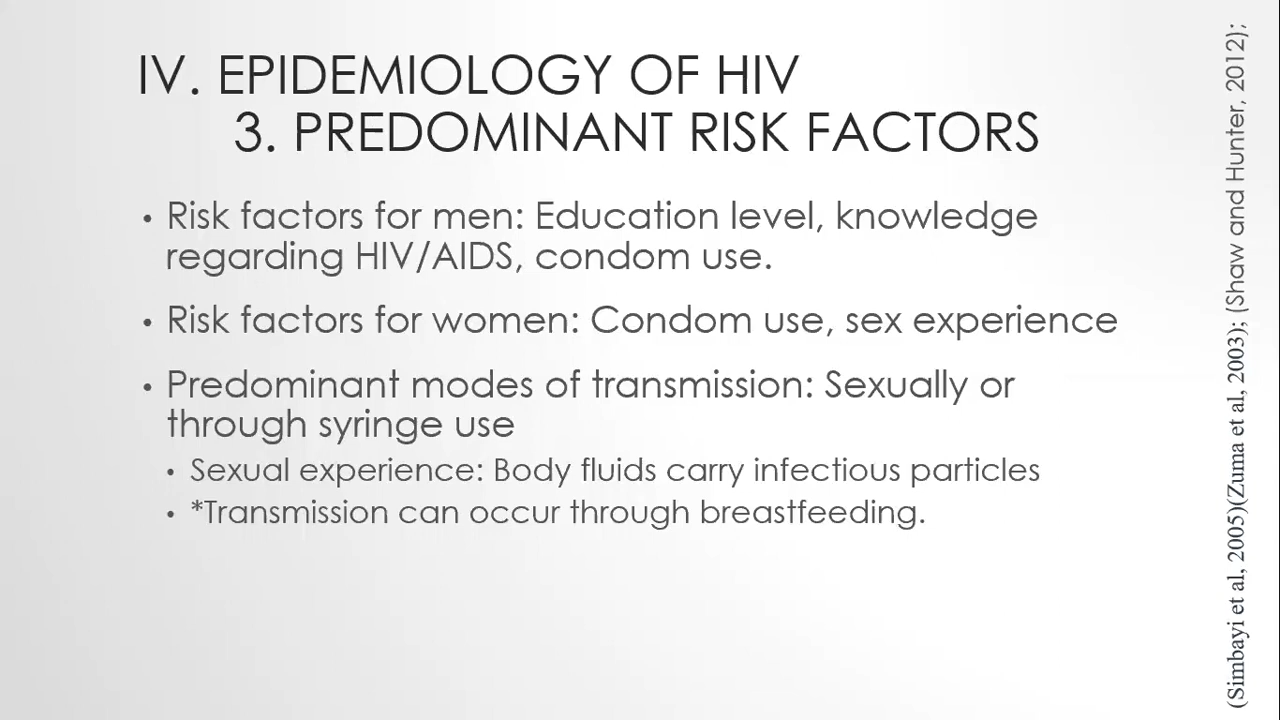 IV. EPIDEMIOLOGY OF HIV
3. PREDOMINANT RISK FACTORS
• Risk factors for men: Education level, knowledge
regarding HIV/AIDS, condom use.
• Risk factors for women: Condom use, sex experience
• Predominant modes of transmission: Sexually or
through syringe use
• Sexual experience: Body fluids carry infectious particles
• *Transmission can occur through breastfeeding.
(Simbayi et al, 2005)(Zuma et al, 2003); (Shaw and Hunter, 2012);